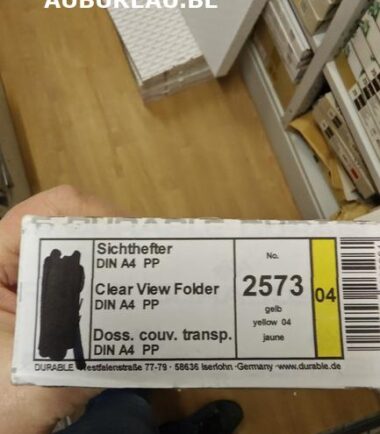 AUBUREAU.BE
Sichthefter
DIN A4 PP
Clear View Folder
DIN A4 PP
Doss. couv. transp.
DIN A4 PP
No.
2573
gelb
yellow 04
jaune
04
DURABLE Westfalenstraße 77-79 · 58636 Iserlohn ·Germany ·www.durable.de